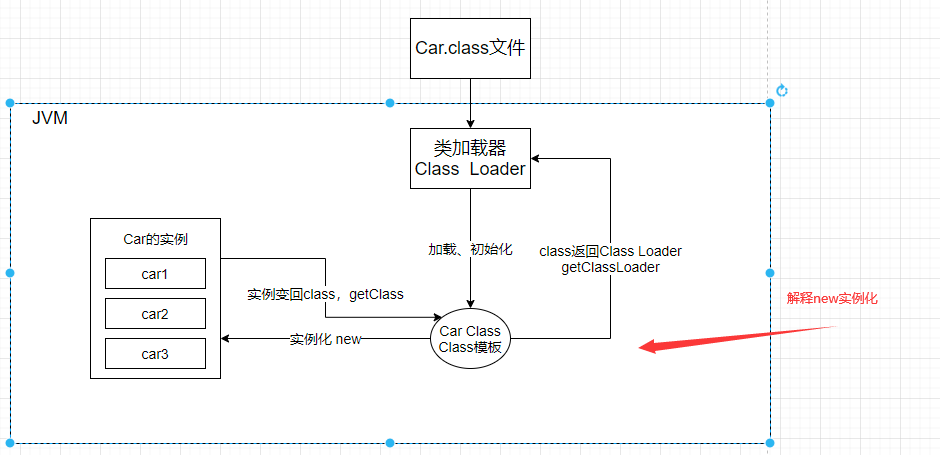 Car.class文件
JVM
类加载器
Class Loader
Car的实例
car1
car2
car3
加载、初始化
class返回Class Loader
getClassLoader
实例变回class，getClass
实例化 new
Car Class
Class模板
解释new实例化